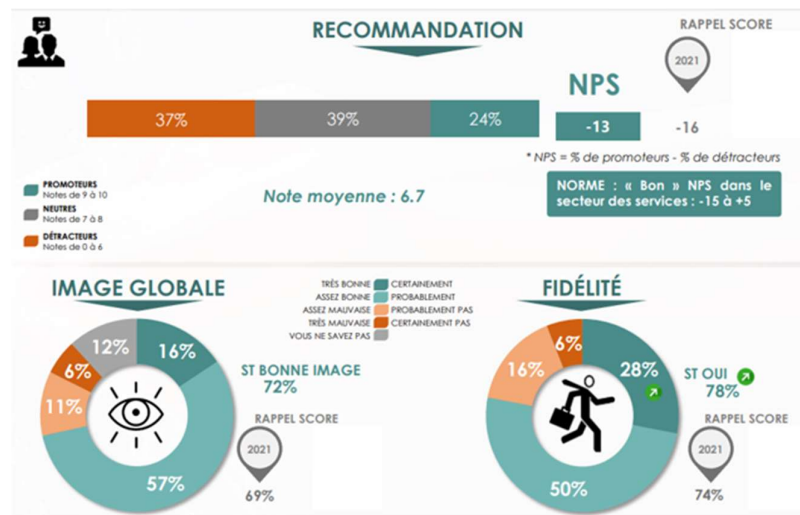 RECOMMANDATION
RAPPEL SCORE
2021
NPS
37%
39%
24%
-13
-16
* NPS = % de promoteurs - % de détracteurs
PROMOTEURS
Notes de 9 à 10
NEUTRES
Notes de 7 à 8
DÉTRACTEURS
Notes de 0 à 6
Note moyenne : 6.7
NORME : « Bon » NPS dans le
secteur des services : -15 à +5
IMAGE GLOBALE
TRÈS BONNE CERTAINEMENT
ASSEZ BONNE PROBABLEMENT
ASSEZ MAUVAISE PROBABLEMENT PAS
TRÈS MAUVAISE CERTAINEMENT PAS
VOUS NE SAVEZ PAS
FIDÉLITÉ
12%
16%
6%
11%
57%
ST BONNE IMAGE
72%
RAPPEL SCORE
2021
69%
6%
16%
28%
50%
ST OUI
78%
RAPPEL SCORE
2021
74%